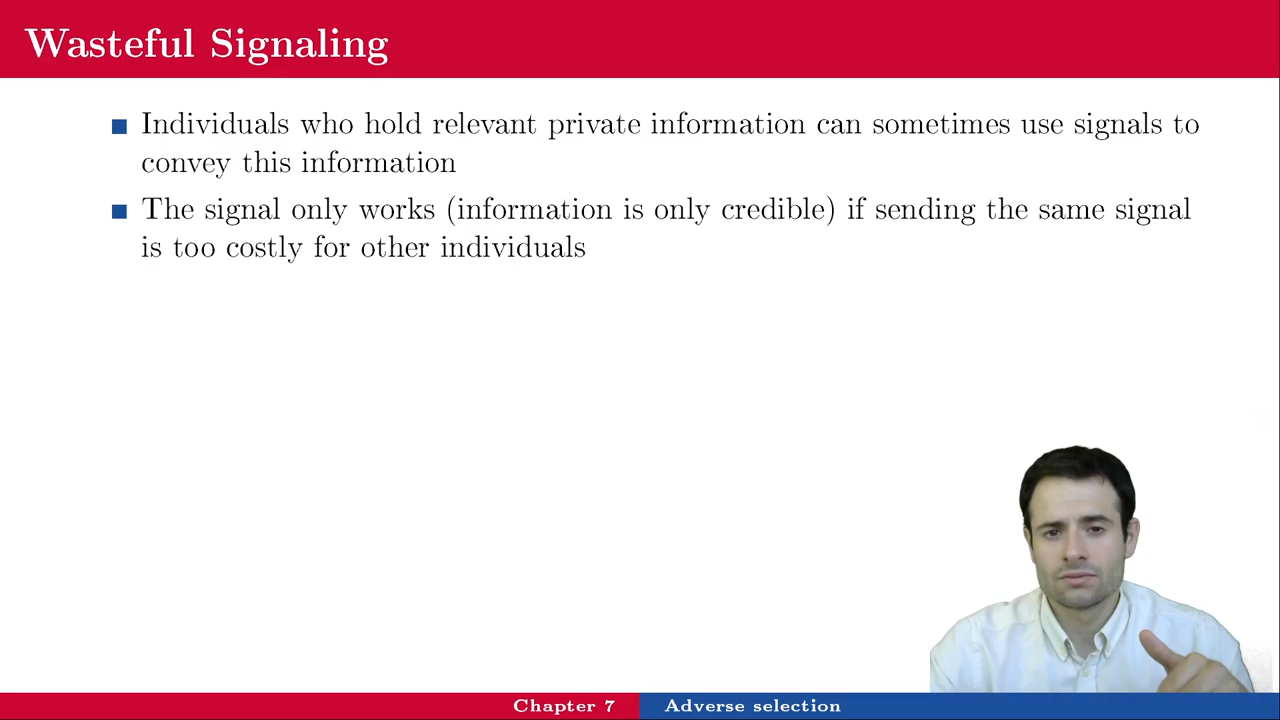 Wasteful Signaling
Individuals who hold relevant private information can sometimes use signals to
convey this information
The signal only works (information is only credible) if sending the same signal
is too costly for other individuals
Chapter 7
Adverse selection